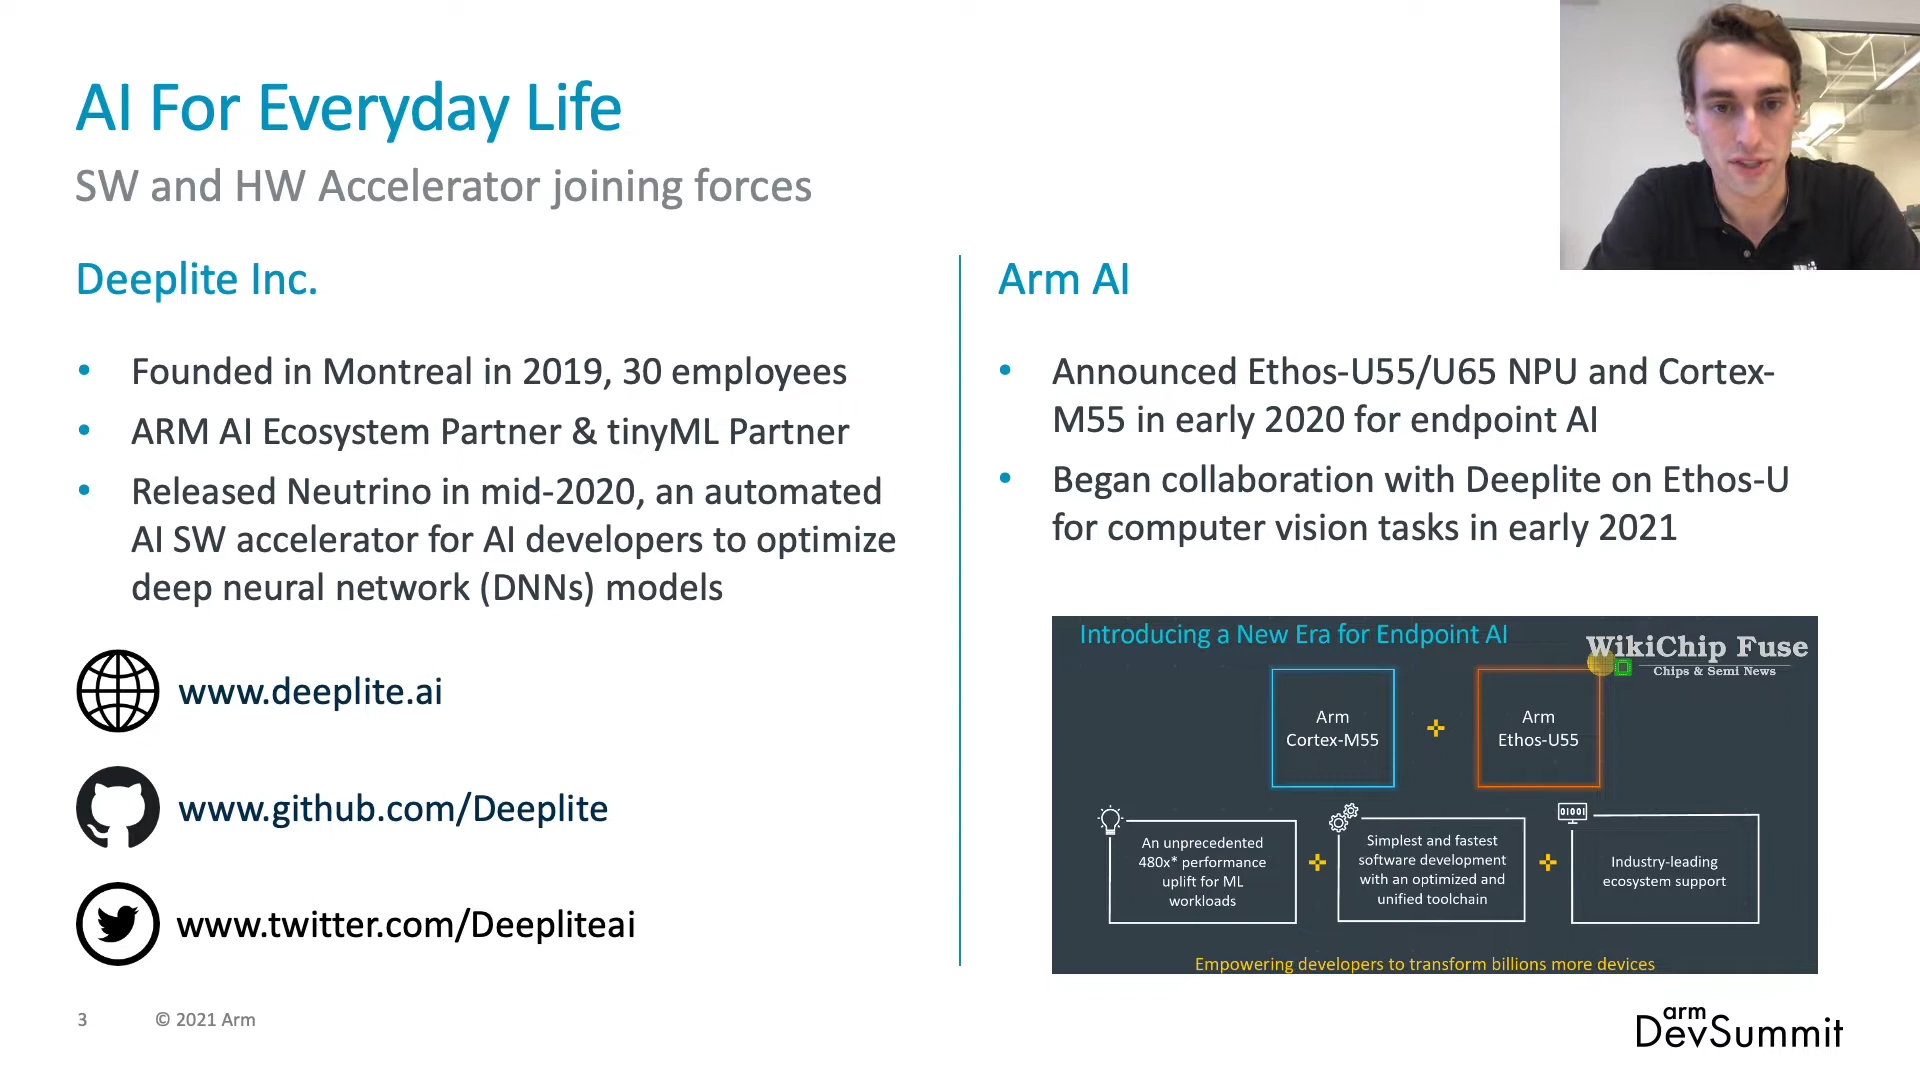 AI For Everyday Life
SW and HW Accelerator joining forces
Deeplite Inc.
• Founded in Montreal in 2019, 30 employees
• ARM AI Ecosystem Partner & tinyML Partner
• Released Neutrino in mid-2020, an automated
AI SW accelerator for AI developers to optimize
deep neural network (DNNs) models
www.deeplite.ai
www.github.com/Deeplite
www.twitter.com/Deepliteai
Arm AI
• Announced Ethos-U55/U65 NPU and Cortex-
M55 in early 2020 for endpoint AI
• Began collaboration with Deeplite on Ethos-U
for computer vision tasks in early 2021
Introducing a New Era for Endpoint AI
WikiChip Fuse
Chips & Semi News
Arm
Cortex-M55
Arm
Ethos-U55
An unprecedented
480x* performance
uplift for ML
workloads
Simplest and fastest
software development
with an optimized and
unified toolchain
01001
Industry-leading
ecosystem support
Empowering developers to transform billions more devices
3
© 2021 Arm
arm
DevSummit